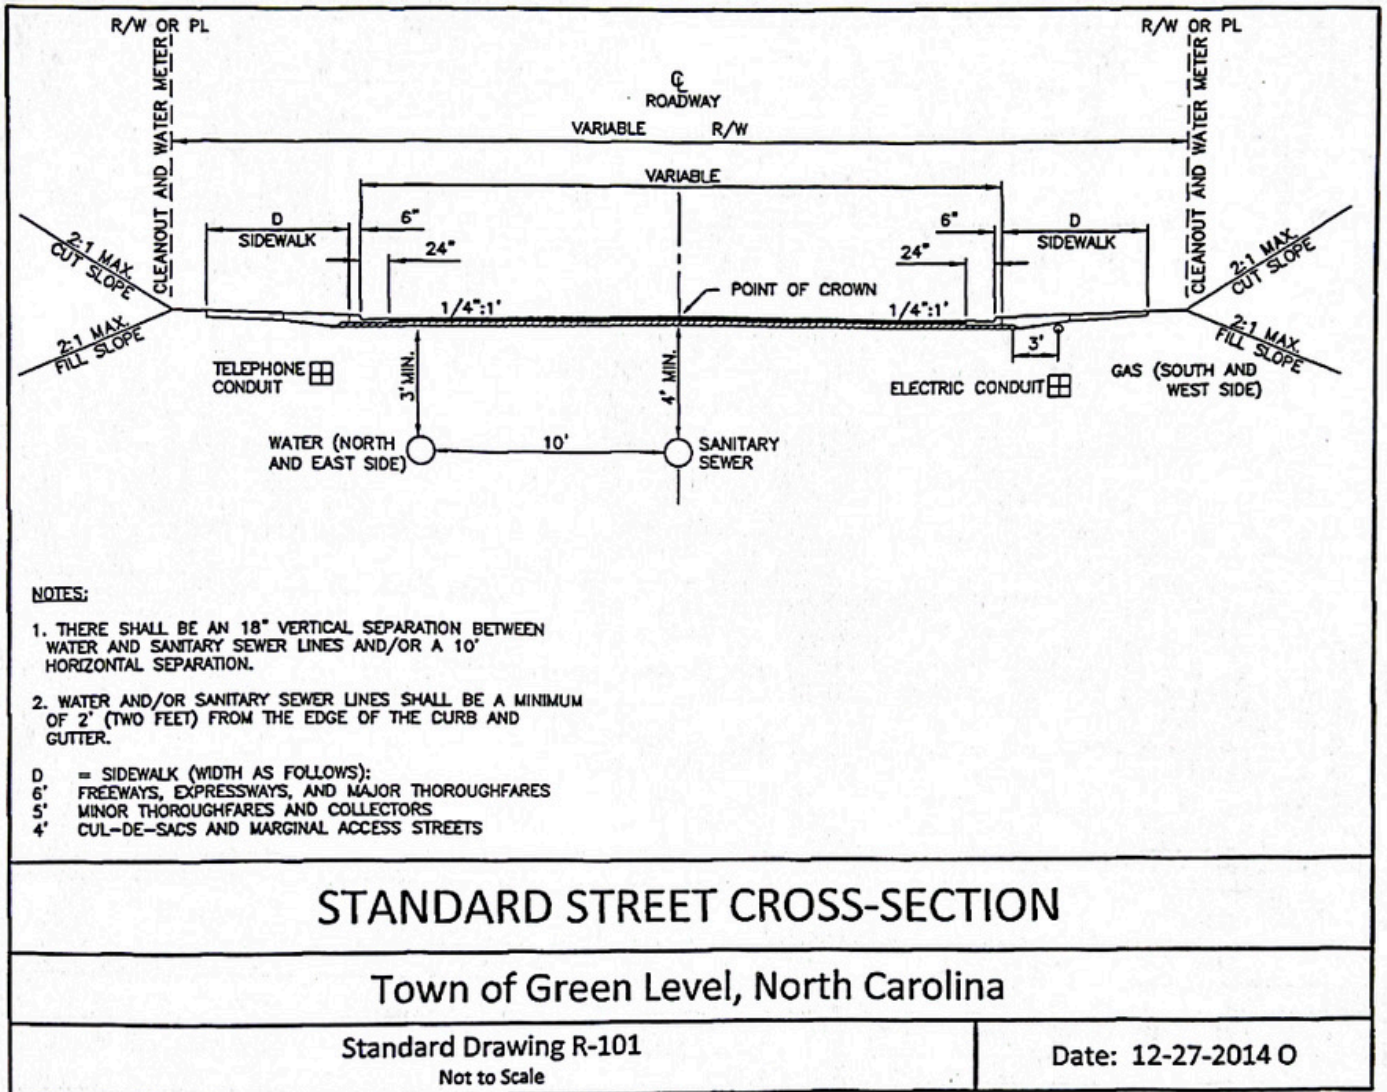 R/W OR PL
R/W OR PL
CLEANOUT AND WATER METER
CLEANOUT AND WATER METER
CL
ROADWAY
VARIABLE R/W
VARIABLE
D
SIDEWALK
6"
24"
6"
24"
D
SIDEWALK
2:1 MAX.
CUT SLOPE
2:1 MAX.
CUT SLOPE
POINT OF CROWN
1/4":1'
1/4":1'
2:1 MAX.
FILL SLOPE
2:1 MAX.
FILL SLOPE
3'
TELEPHONE
CONDUIT
3' MIN.
4' MIN.
ELECTRIC CONDUIT
GAS (SOUTH AND
WEST SIDE)
WATER (NORTH
AND EAST SIDE)
10'
SANITARY
SEWER
NOTES:
1. THERE SHALL BE AN 18" VERTICAL SEPARATION BETWEEN
WATER AND SANITARY SEWER LINES AND/OR A 10'
HORIZONTAL SEPARATION.
2. WATER AND/OR SANITARY SEWER LINES SHALL BE A MINIMUM
OF 2' (TWO FEET) FROM THE EDGE OF THE CURB AND
GUTTER.
D = SIDEWALK (WIDTH AS FOLLOWS):
6' FREEWAYS, EXPRESSWAYS, AND MAJOR THOROUGHFARES
5' MINOR THOROUGHFARES AND COLLECTORS
4' CUL-DE-SACS AND MARGINAL ACCESS STREETS
STANDARD STREET CROSS-SECTION
Town of Green Level, North Carolina
Standard Drawing R-101
Not to Scale
Date: 12-27-2014 O